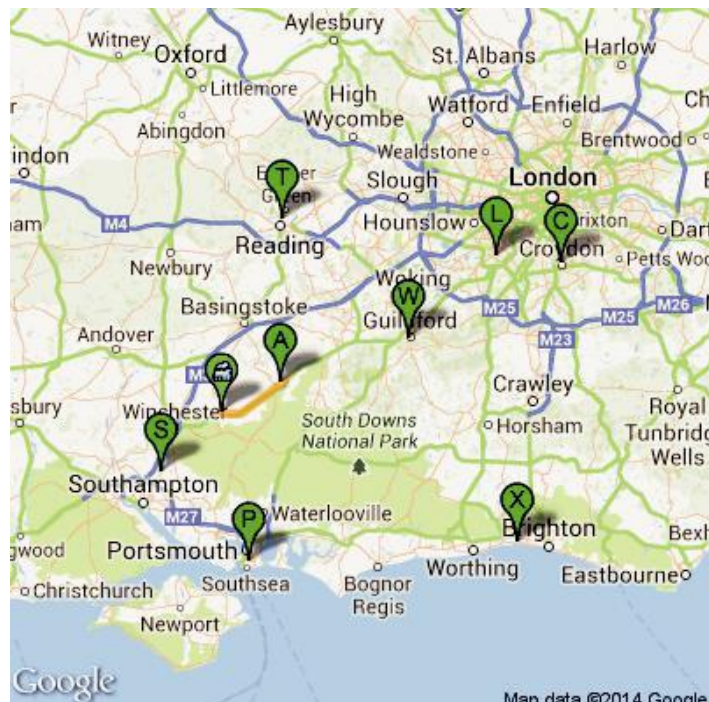 Aylesbury
Witney
Oxford
Harlow
St. Albans
Littlemore
High
Wycombe
Watford
Enfield
Abingdon
Brentwood
Wealdstone
indon
T
Slough
London
M4
Hounslow
L
C
rixton
Reading
Croydon
Newbury
Petts Woo
Woking
W
M25
M26
Basingstoke
Guildford
M25
M23
Andover
A
Crawley
Winchester
Royal
Tunbridge
Wells
sbury
South Downs
National Park
Horsham
S
Southampton
X
M27
P
Waterlooville
Brighton
Bexh
gwood
Portsmouth
Worthing
Southsea
Bognor
Regis
Eastbourne
Christchurch
Newport
Google
Map data ©2014 Google